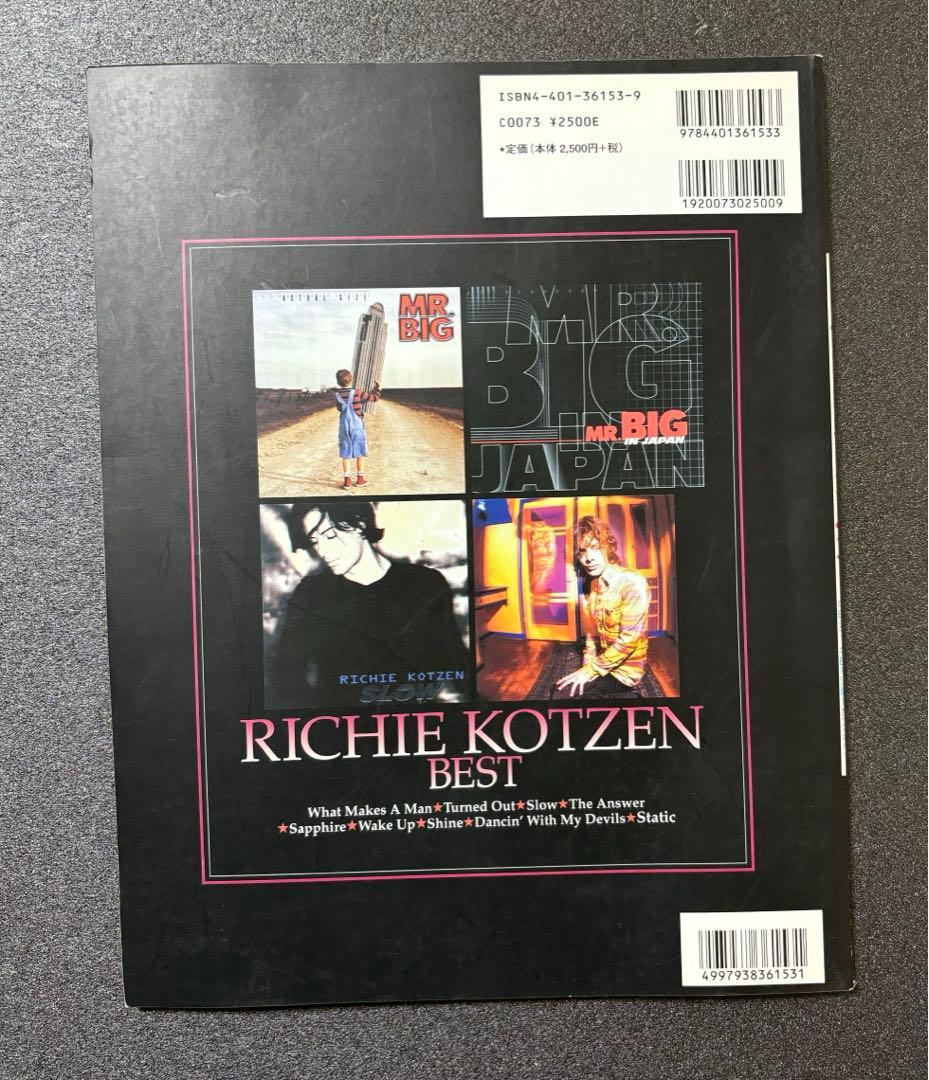 ISBN4-401-36153-9
C0073 ¥2500E
*定価(本体 2,500円+税)
9784401361533
1920073025009
ACTUAL SIZE
MR.
BIG
MR.
BIG
IN
JAPAN
MR. BIG
IN JAPAN
RICHIE KOTZEN
SLOW
RICHIE KOTZEN
BEST
What Makes A Man★Turned Out★Slow★The Answer
★Sapphire★Wake Up★Shine★Dancin' With My Devils★Static
4997938361531